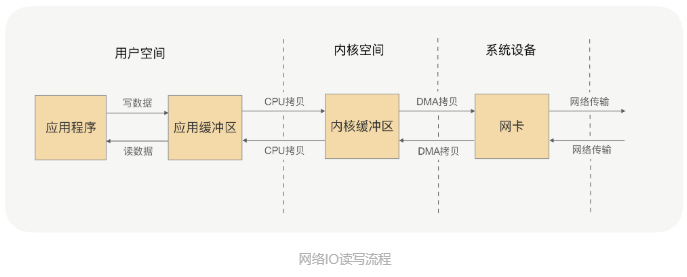 用户空间
内核空间
系统设备
应用程序
写数据
读数据
应用缓冲区
CPU拷贝
CPU拷贝
内核缓冲区
DMA拷贝
DMA拷贝
网卡
网络传输
网络传输
网络IO读写流程